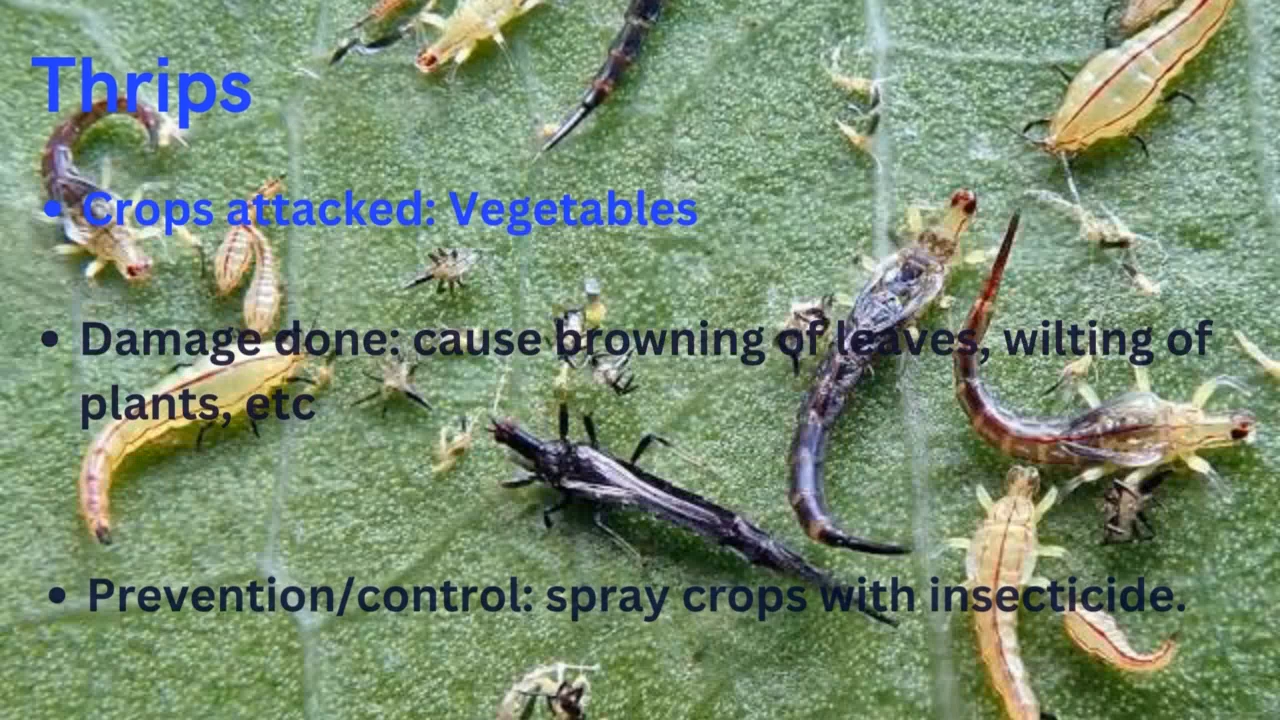 Thrips
• Crops attacked: Vegetables
• Damage done: cause browning of leaves, wilting of
plants, etc
• Prevention/control: spray crops with insecticide.